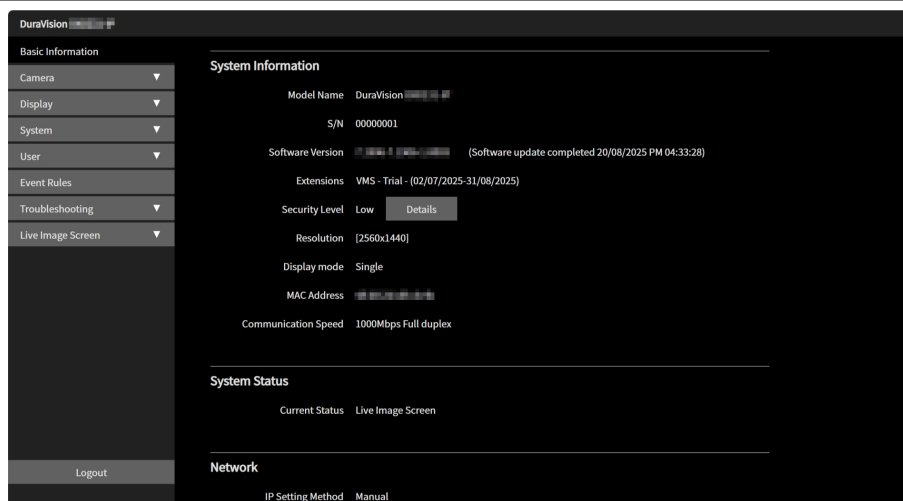 DuraVision
Basic Information
Camera ▼
Display ▼
System ▼
User ▼
Event Rules
Troubleshooting ▼
Live Image Screen ▼
Logout
System Information
Model Name DuraVision
S/N 00000001
Software Version (Software update completed 20/08/2025 PM 04:33:28)
Extensions VMS - Trial - (02/07/2025-31/08/2025)
Security Level Low Details
Resolution [2560x1440]
Display mode Single
MAC Address
Communication Speed 1000Mbps Full duplex
System Status
Current Status Live Image Screen
Network
IP Setting Method Manual